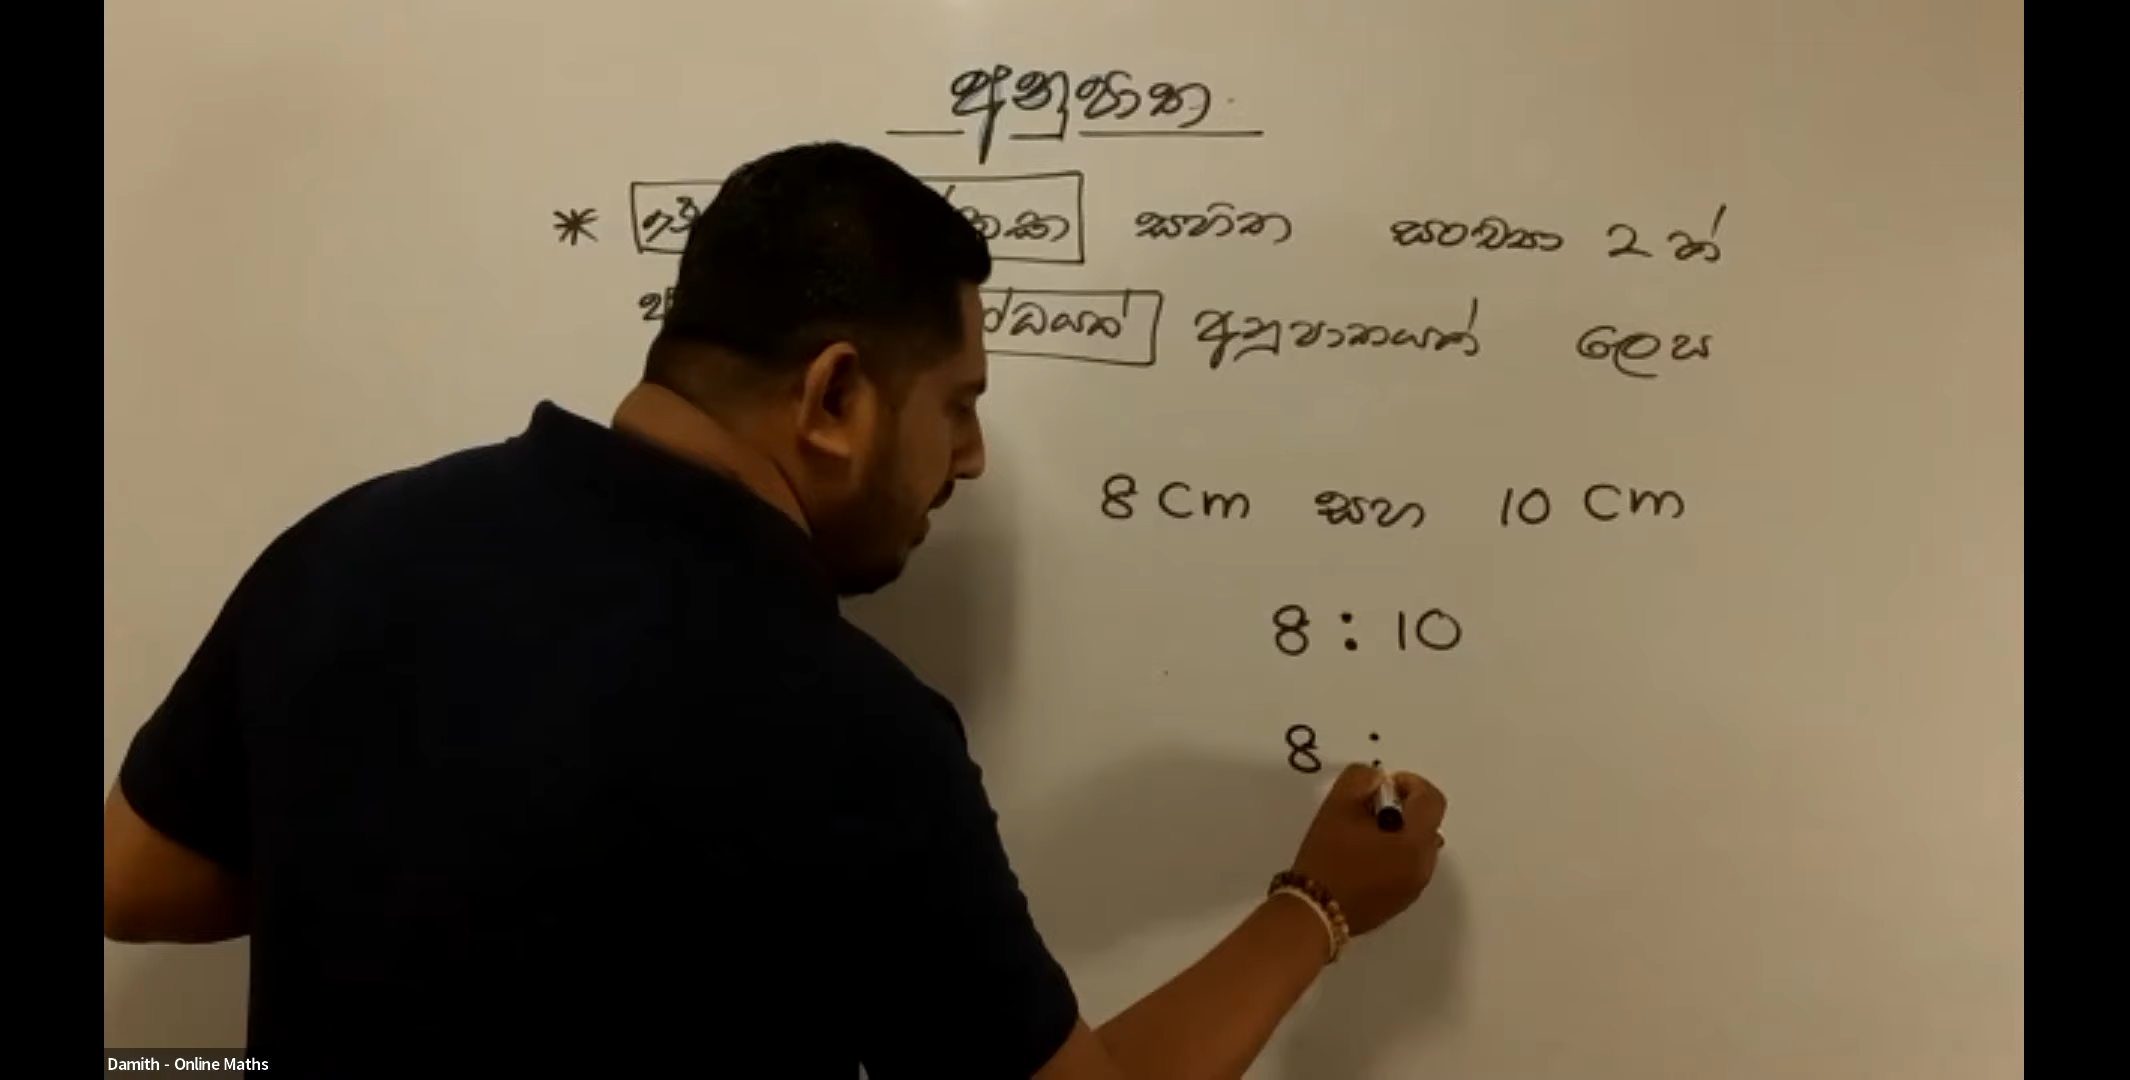 අනුපාත
* සහිත සංඛ්‍යා 2 ක්
අනුපාතයක් ලෙස
8 Cm සහ 10 Cm
8 : 10
8 :
Damith - Online Maths